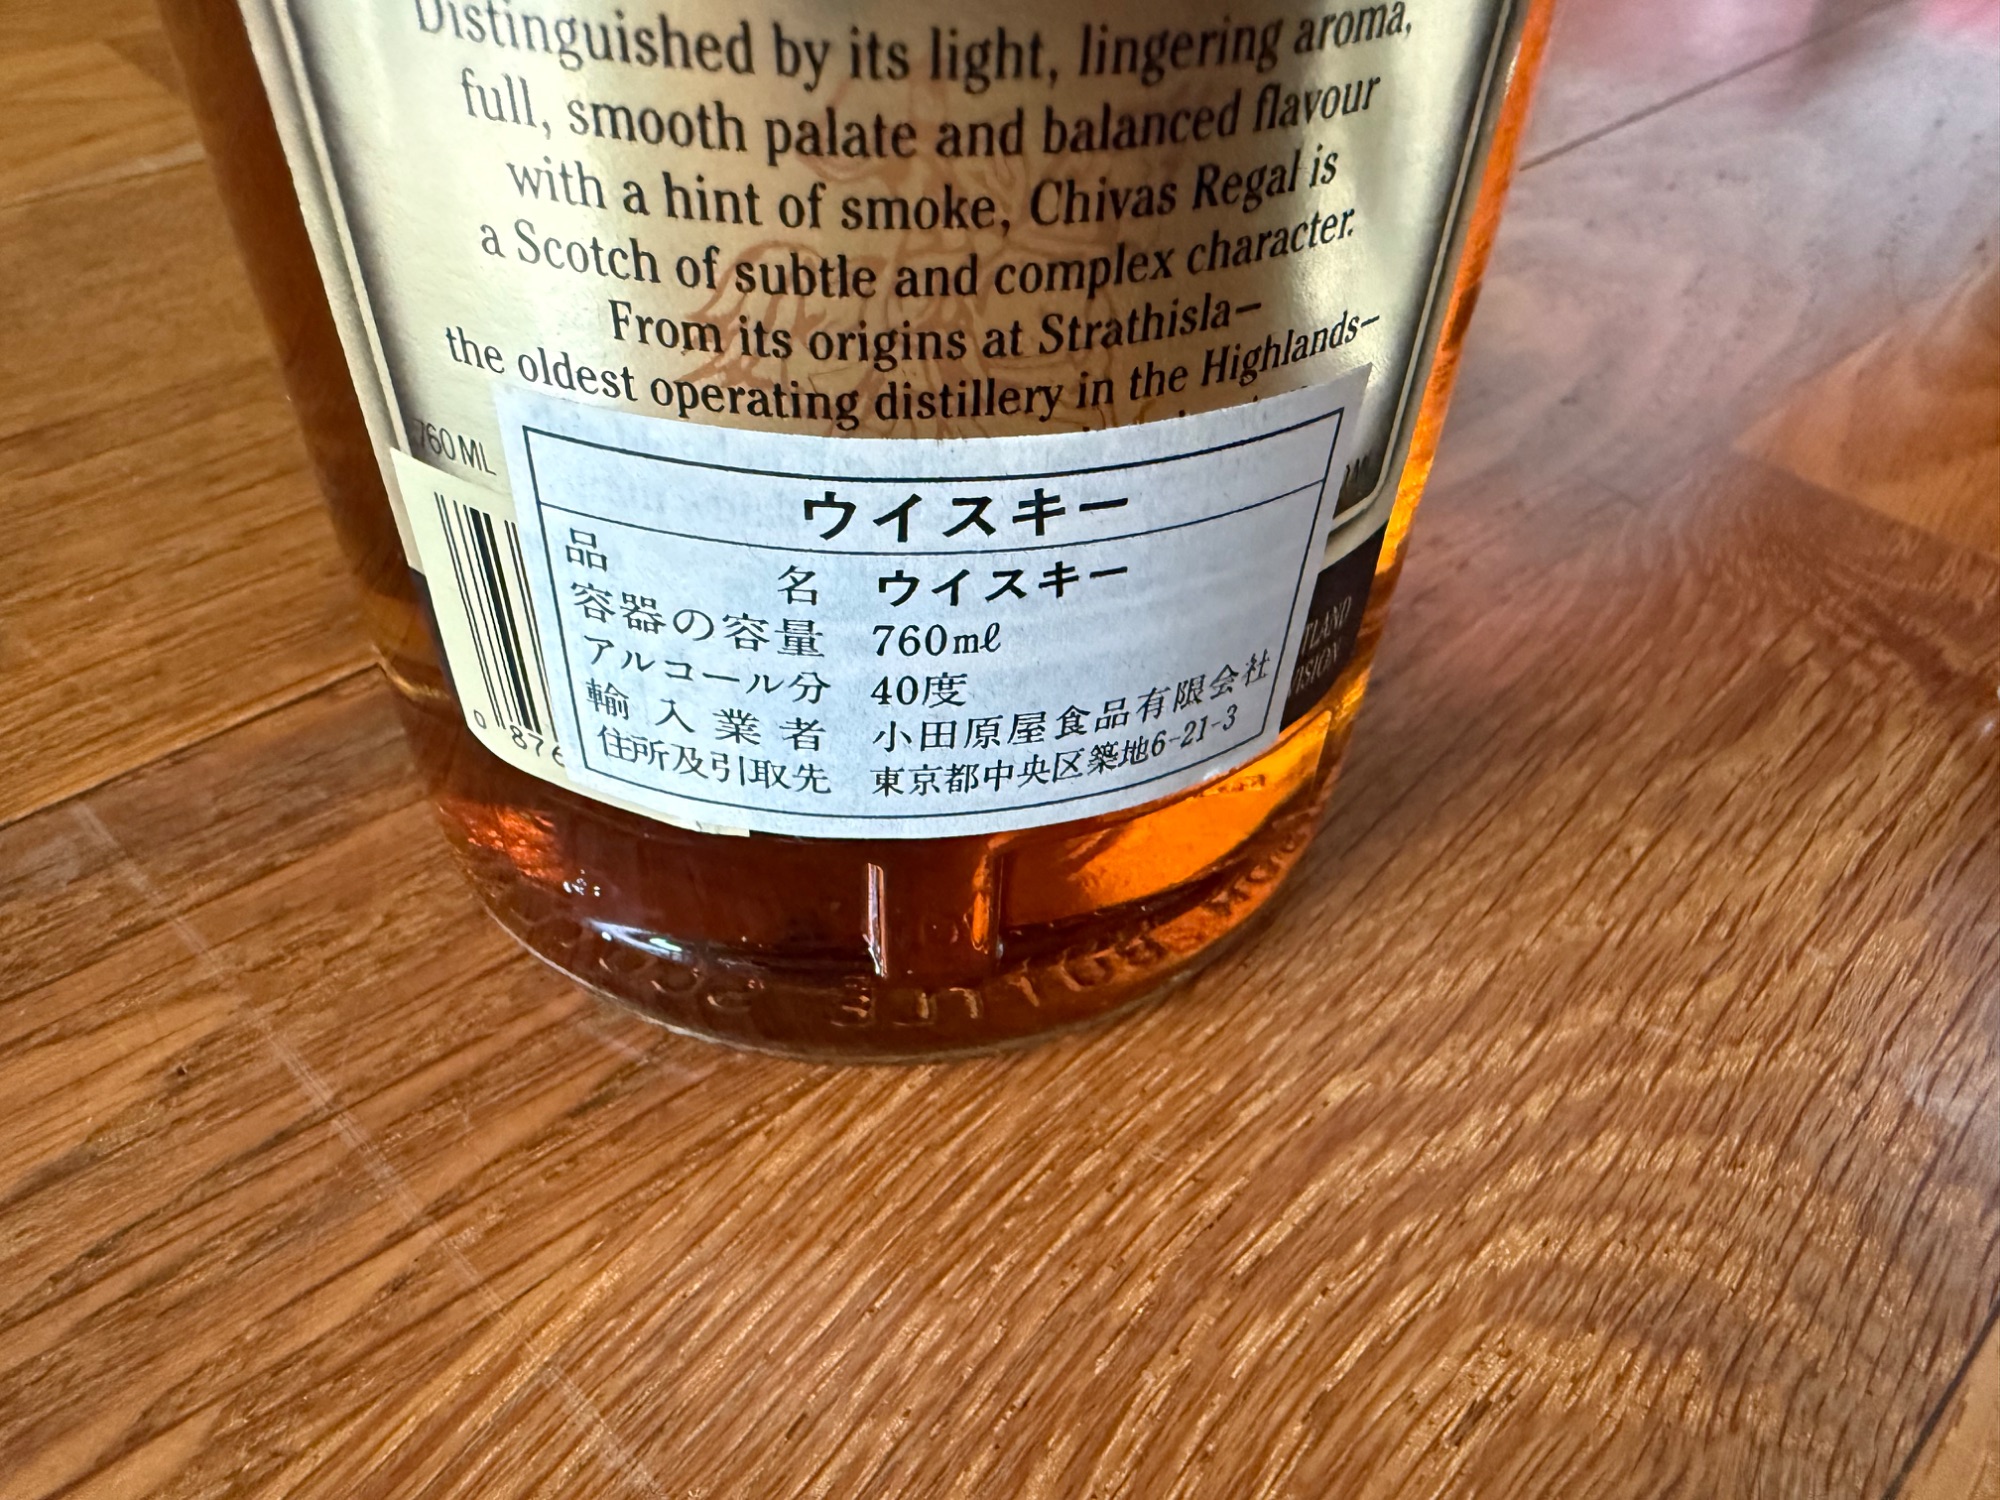 Distinguished by its light, lingering aroma,
full, smooth palate and balanced flavour
with a hint of smoke, Chivas Regal is
a Scotch of subtle and complex character.
From its origins at Strathisla—
the oldest operating distillery in the Highlands—
760 ML
ウイスキー
品名 ウイスキー
容器の容量 760mℓ
アルコール分 40度
輸入業者 小田原屋食品有限会社
住所及引取先 東京都中央区築地6-21-3
0 876